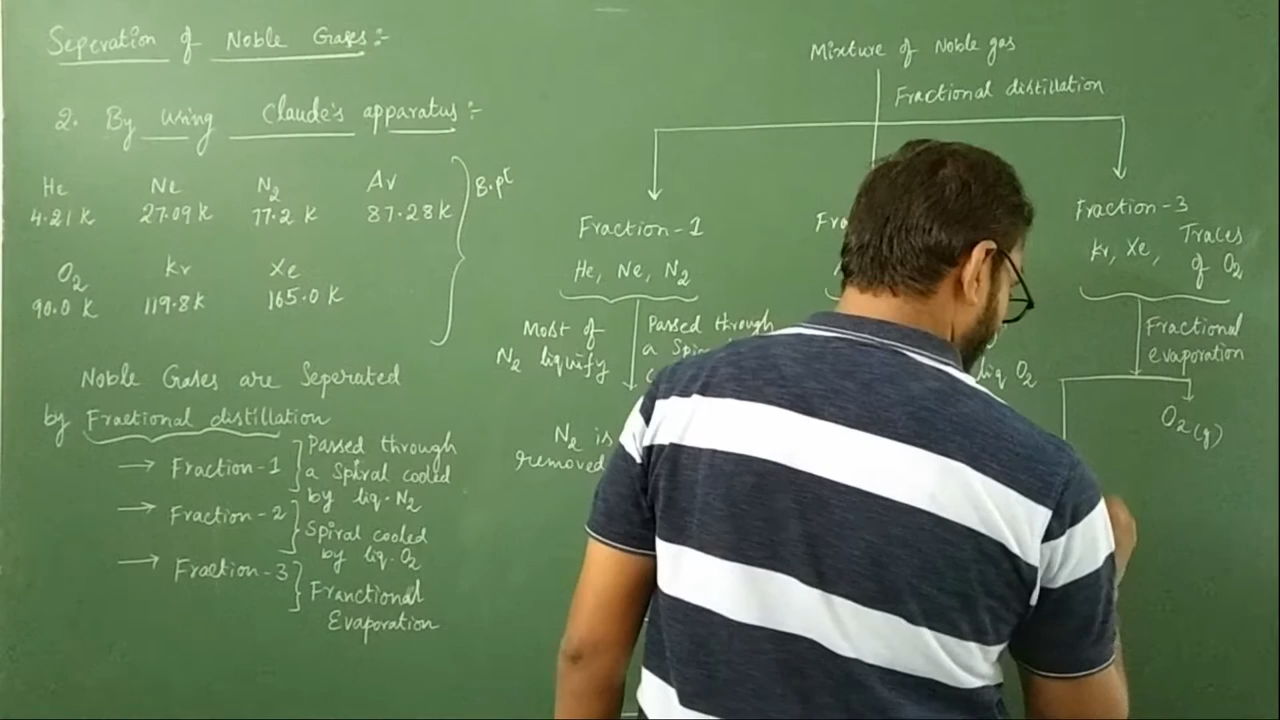 Seperation of Noble Gases:-
2. By using Claude's apparatus:-
He Ne N2 Ar
4.21 K 27.09 K 77.2 K 87.28 K
B.pt
O2 Kr Xe
90.0 K 119.8 K 165.0 K
Noble Gases are Seperated
by Fractional distillation
→ Fraction-1
Passed through
a Spiral cooled
by liq. N2
→ Fraction-2
Spiral cooled
by liq. O2
→ Fraction-3
Franctional
Evaporation
Mixture of Noble gas
Fractional distillation
Fraction-1
He, Ne, N2
Most of
N2 liquify
Passed through
a
N2 is
removed
liq O2
Fraction-3
Kr, Xe, Traces
of O2
Fractional
evaporation
O2(g)